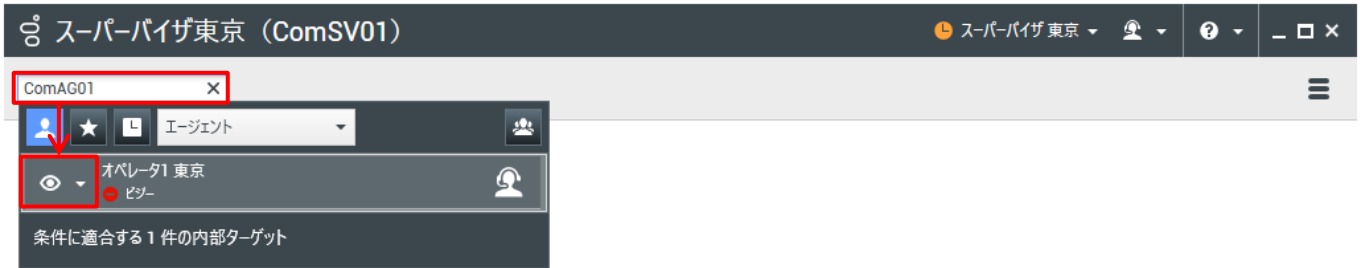 スーパーバイザ東京（ComSV01）
スーパーバイザ 東京
ComAG01
エージェント
オペレータ1 東京
ビジー
条件に適合する 1 件の内部ターゲット